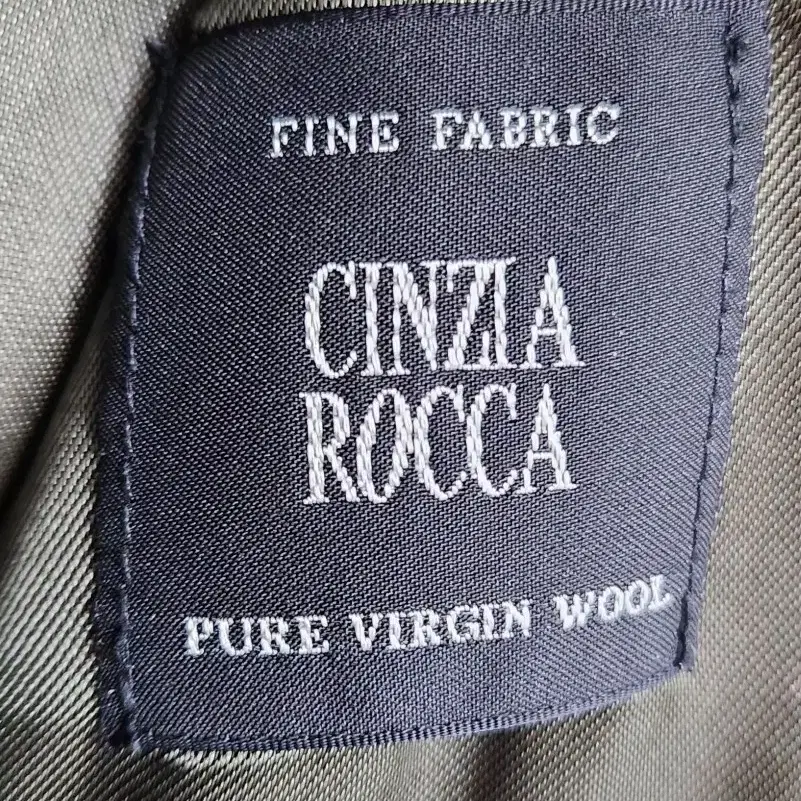 FINE FABRIC
CINZIA
ROCCA
PURE VIRGIN WOOL